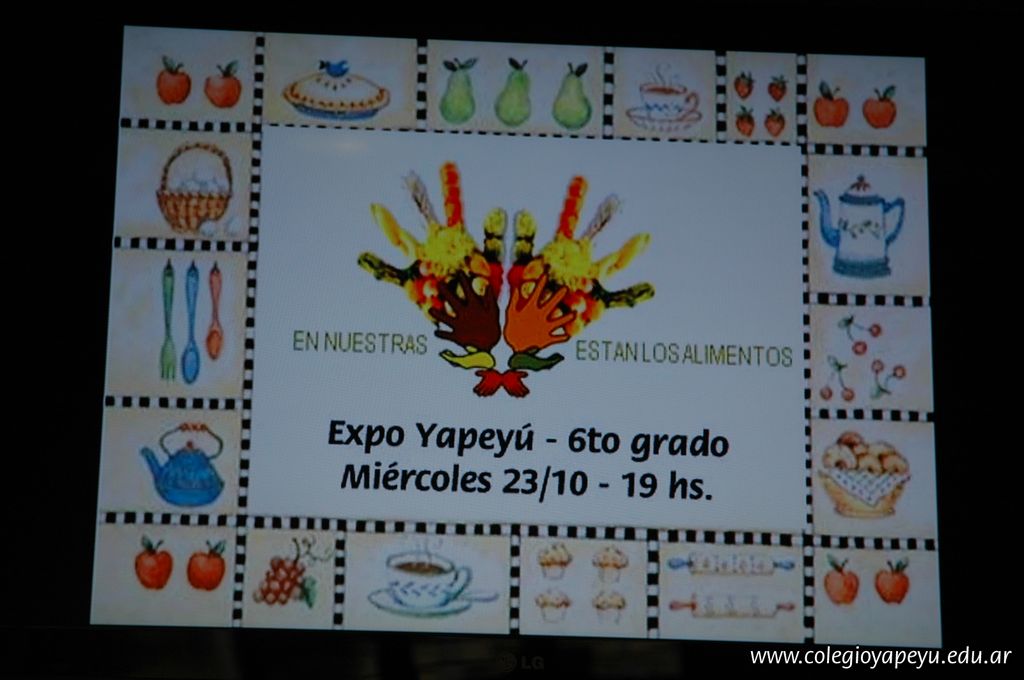 EN NUESTRAS
ESTAN LOS ALIMENTOS
Expo Yapeyú - 6to grado
Miércoles 23/10 - 19 hs.
LG
www.colegioyapeyu.edu.ar